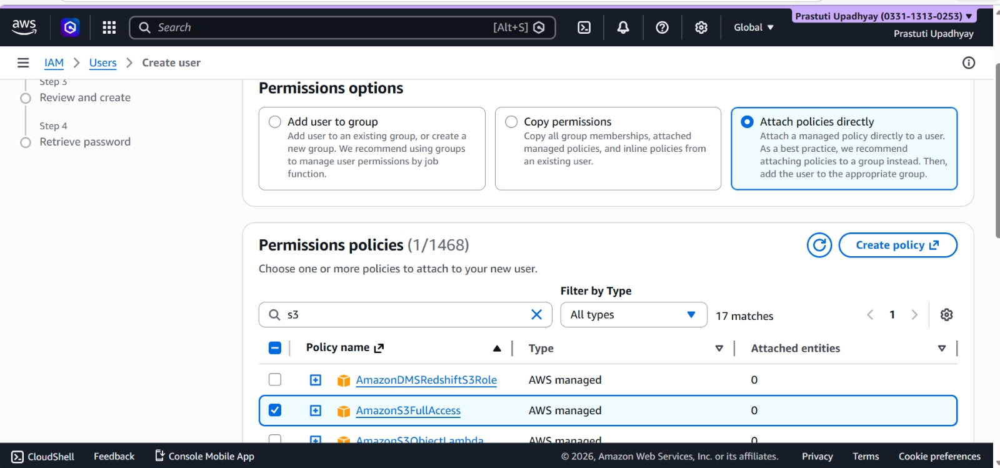 aws
Search [Alt+S]
Global
Prastuti Upadhyay (0331-1313-0253)
Prastuti Upadhyay
IAM
Users
Create user
Step 3
Review and create
Step 4
Retrieve password
Permissions options
Add user to group
Add user to an existing group, or create a
new group. We recommend using groups
to manage user permissions by job
function.
Copy permissions
Copy all group memberships, attached
managed policies, and inline policies from
an existing user.
Attach policies directly
Attach a managed policy directly to a user.
As a best practice, we recommend
attaching policies to a group instead. Then,
add the user to the appropriate group.
Permissions policies (1/1468)
Create policy
Choose one or more policies to attach to your new user.
Filter by Type
s3
All types
17 matches
1
Policy name Type Attached entities
AmazonDMSRedshiftS3Role AWS managed 0
AmazonS3FullAccess AWS managed 0
AmazonS3ObjectLambda AWS managed 0
CloudShell Feedback Console Mobile App © 2026, Amazon Web Services, Inc. or its affiliates. Privacy Terms Cookie preferences